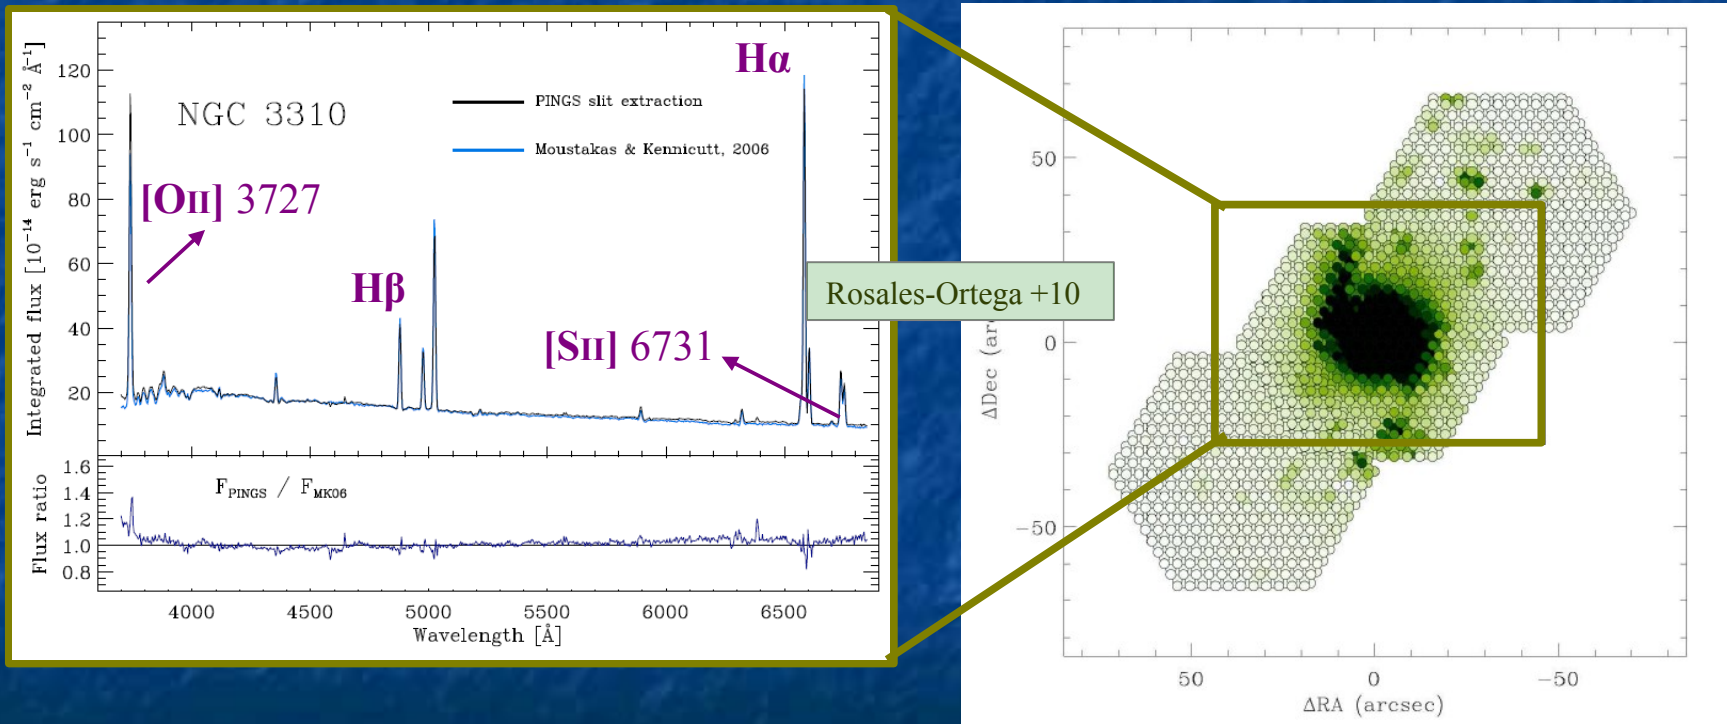 Hα
120
NGC 3310
PINGS slit extraction
100
Moustakas & Kennicutt, 2006
80
[OII] 3727
60
Hβ
40
[SII] 6731
20
Integrated flux [10⁻¹⁴ erg s⁻¹ cm⁻² Å⁻¹]
1.6
1.4
1.2
1.0
0.8
F_PINGS / F_MK06
Flux ratio
4000 4500 5000 5500 6000 6500
Wavelength [Å]
Rosales-Ortega +10
50
0
−50
ΔDec (ar
50 0 −50
ΔRA (arcsec)